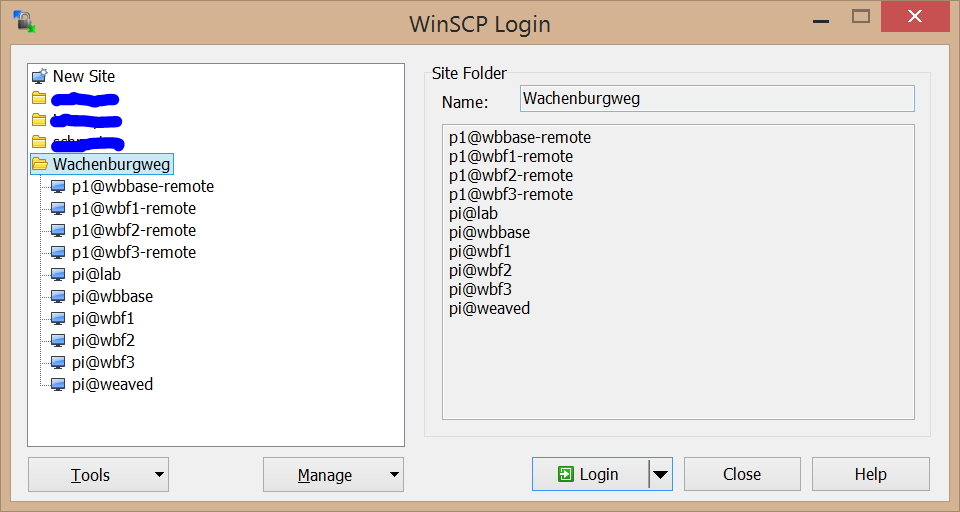 WinSCP Login
New Site
Wachenburgweg
p1@wbbase-remote
p1@wbf1-remote
p1@wbf2-remote
p1@wbf3-remote
pi@lab
pi@wbbase
pi@wbf1
pi@wbf2
pi@wbf3
pi@weaved
Site Folder
Name: Wachenburgweg
p1@wbbase-remote
p1@wbf1-remote
p1@wbf2-remote
p1@wbf3-remote
pi@lab
pi@wbbase
pi@wbf1
pi@wbf2
pi@wbf3
pi@weaved
Tools Manage Login Close Help